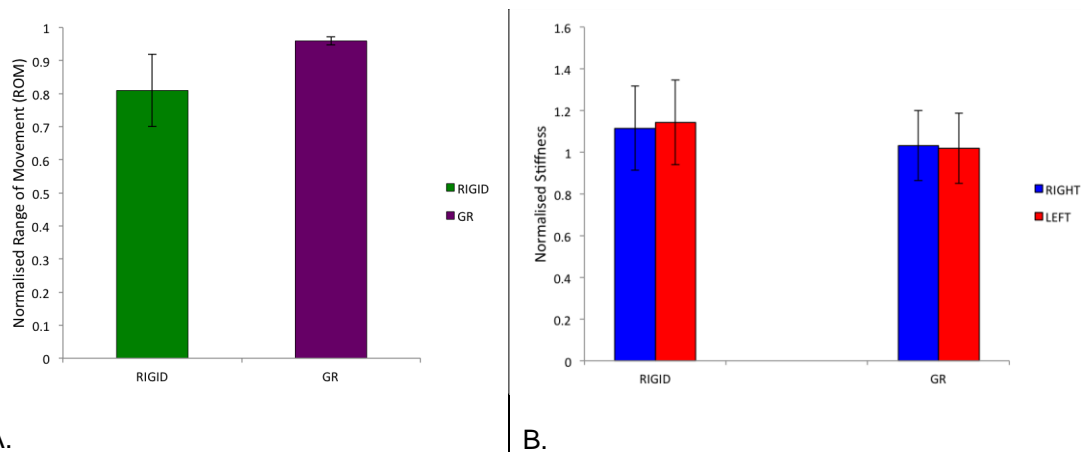 Normalised Range of Movement (ROM)
1
0.9
0.8
0.7
0.6
0.5
0.4
0.3
0.2
0.1
0
RIGID
GR
RIGID
GR
A.
Normalised Stiffness
1.6
1.4
1.2
1
0.8
0.6
0.4
0.2
0
RIGID
GR
RIGHT
LEFT
B.